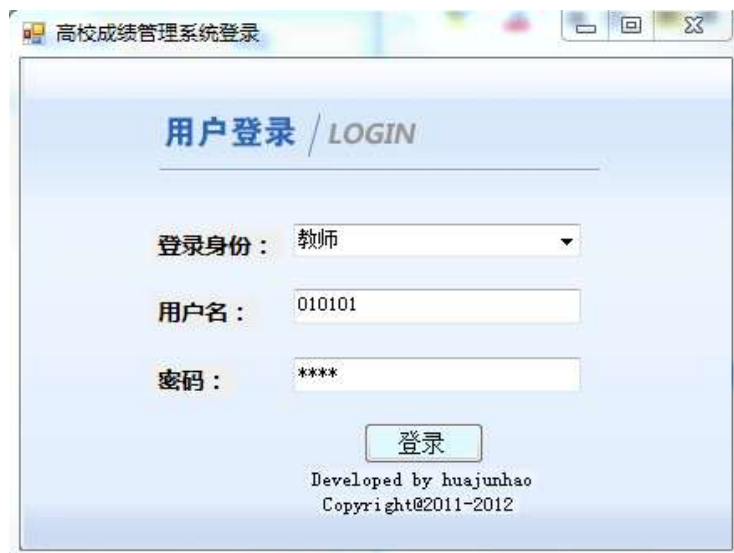 高校成绩管理系统登录
用户登录 / LOGIN
登录身份： 教师
用户名： 010101
密码： ****
登录
Developed by huajunhao
Copyright@2011-2012